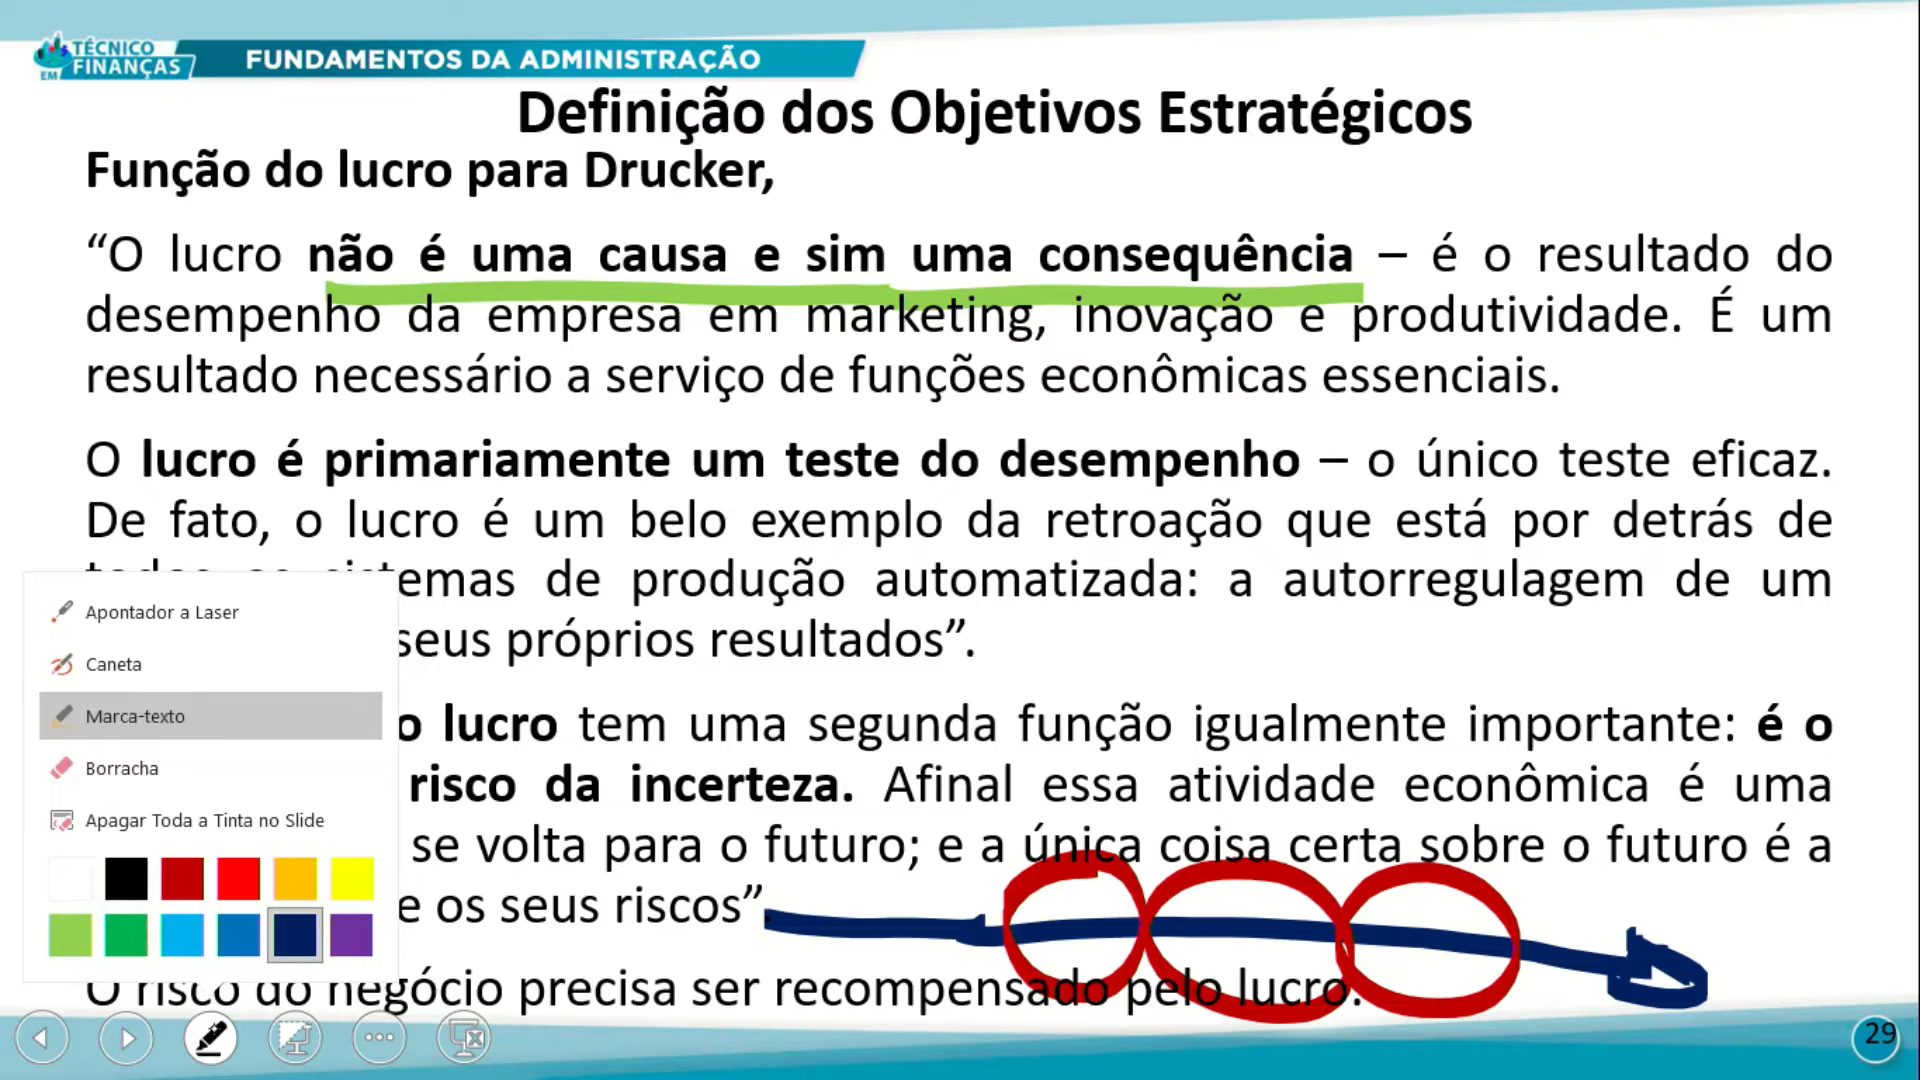 TÉCNICO
EM FINANÇAS
FUNDAMENTOS DA ADMINISTRAÇÃO
Definição dos Objetivos Estratégicos
Função do lucro para Drucker,
“O lucro não é uma causa e sim uma consequência – é o resultado do
desempenho da empresa em marketing, inovação e produtividade. É um
resultado necessário a serviço de funções econômicas essenciais.
O lucro é primariamente um teste do desempenho – o único teste eficaz.
De fato, o lucro é um belo exemplo da retroação que está por detrás de
sistemas de produção automatizada: a autorregulagem de um
seus próprios resultados”.
o lucro tem uma segunda função igualmente importante: é o
risco da incerteza. Afinal essa atividade econômica é uma
se volta para o futuro; e a única coisa certa sobre o futuro é a
e os seus riscos”.
O risco do negócio precisa ser recompensado pelo lucro.
Apontador a Laser
Caneta
Marca-texto
Borracha
Apagar Toda a Tinta no Slide
29